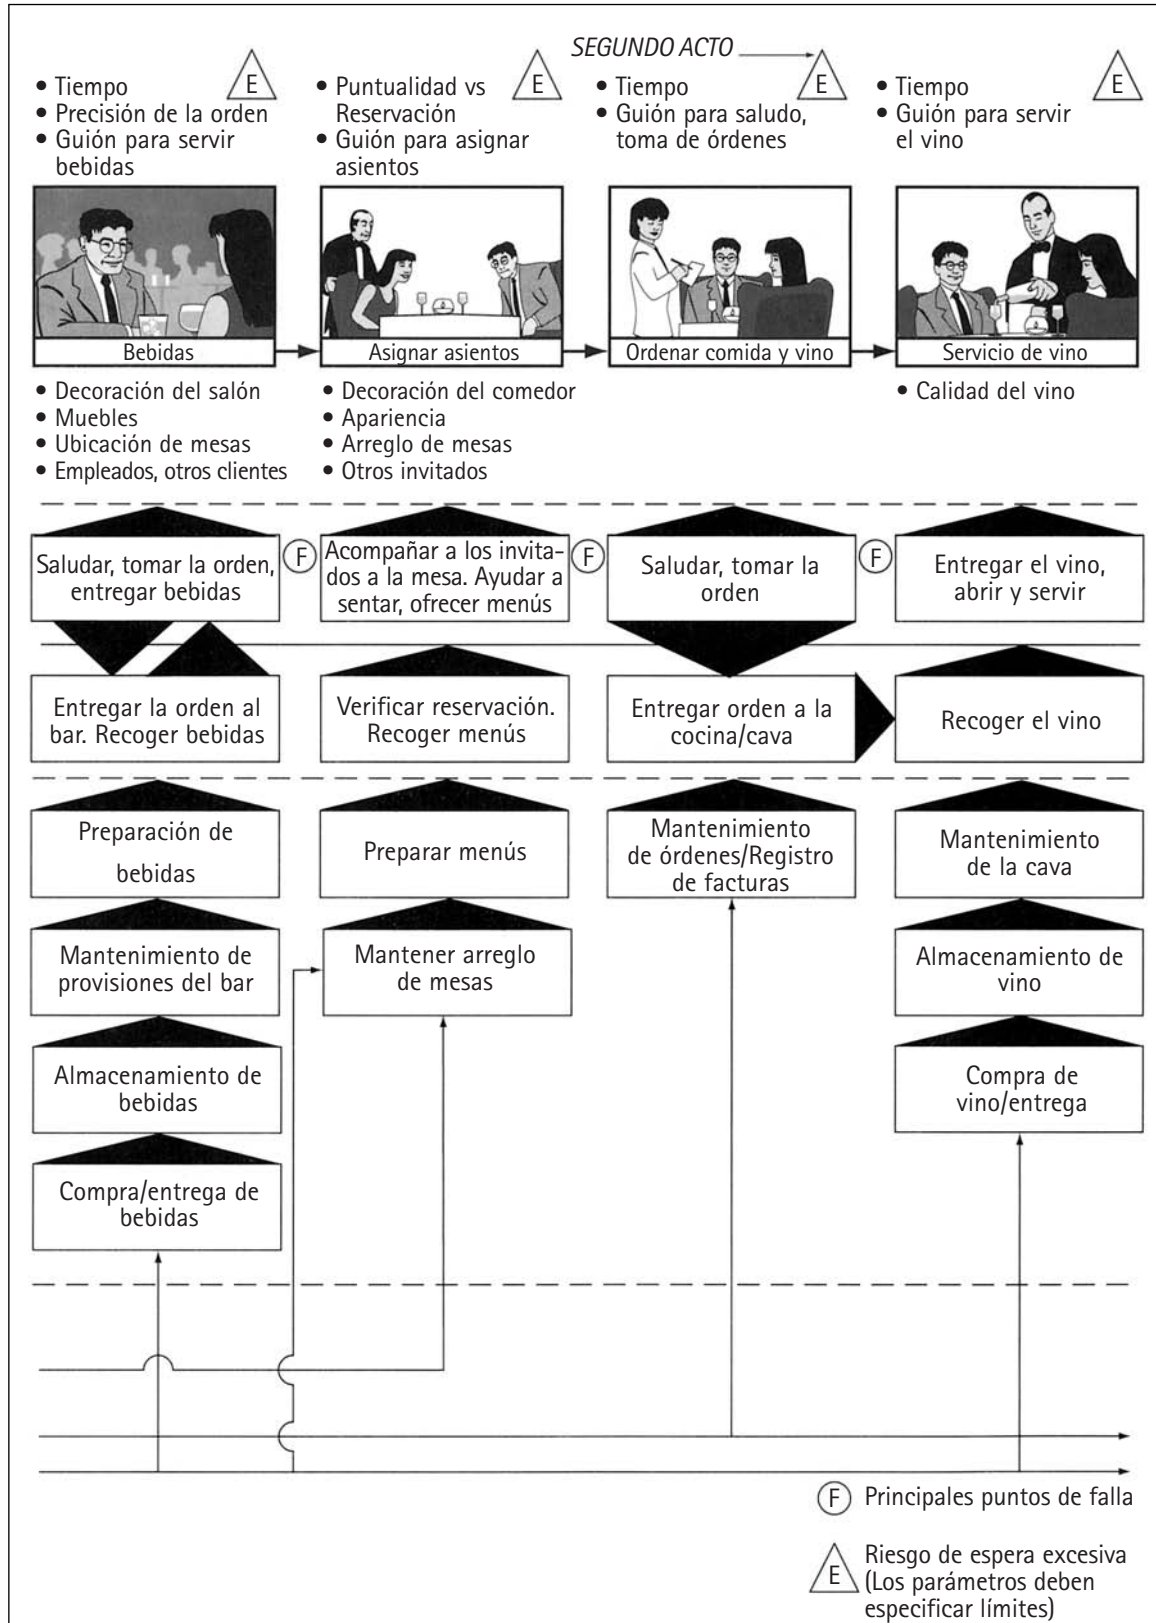 SEGUNDO ACTO
E
• Tiempo
• Precisión de la orden
• Guión para servir
bebidas
E
• Puntualidad vs
Reservación
• Guión para asignar
asientos
E
• Tiempo
• Guión para saludo,
toma de órdenes
E
• Tiempo
• Guión para servir
el vino
Bebidas
Asignar asientos
Ordenar comida y vino
Servicio de vino
• Decoración del salón
• Muebles
• Ubicación de mesas
• Empleados, otros clientes
• Decoración del comedor
• Apariencia
• Arreglo de mesas
• Otros invitados
• Calidad del vino
Saludar, tomar la orden,
entregar bebidas
F
Acompañar a los invita-
dos a la mesa. Ayudar a
sentar, ofrecer menús
F
Saludar, tomar la
orden
F
Entregar el vino,
abrir y servir
Entregar la orden al
bar. Recoger bebidas
Verificar reservación.
Recoger menús
Entregar orden a la
cocina/cava
Recoger el vino
Preparación de
bebidas
Preparar menús
Mantenimiento
de órdenes/Registro
de facturas
Mantenimiento
de la cava
Mantenimiento de
provisiones del bar
Mantener arreglo
de mesas
Almacenamiento de
vino
Almacenamiento de
bebidas
Compra de
vino/entrega
Compra/entrega de
bebidas
F Principales puntos de falla
E Riesgo de espera excesiva
(Los parámetros deben
especificar límites)